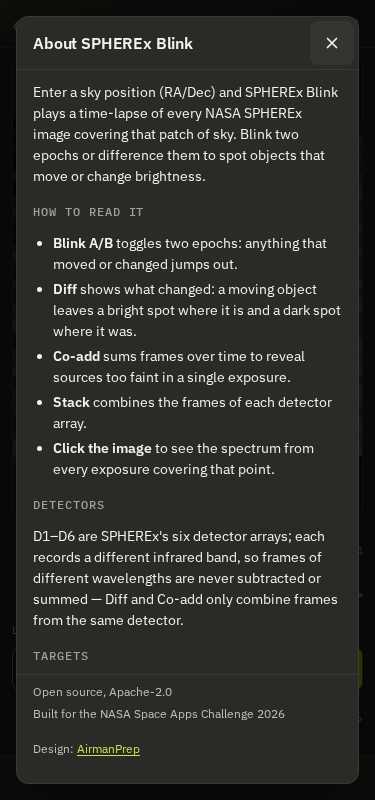 About SPHEREx Blink
Enter a sky position (RA/Dec) and SPHEREx Blink
plays a time-lapse of every NASA SPHEREx
image covering that patch of sky. Blink two
epochs or difference them to spot objects that
move or change brightness.
HOW TO READ IT
• Blink A/B toggles two epochs: anything that
moved or changed jumps out.
• Diff shows what changed: a moving object
leaves a bright spot where it is and a dark spot
where it was.
• Co-add sums frames over time to reveal
sources too faint in a single exposure.
• Stack combines the frames of each detector
array.
• Click the image to see the spectrum from
every exposure covering that point.
DETECTORS
D1–D6 are SPHEREx's six detector arrays; each
records a different infrared band, so frames of
different wavelengths are never subtracted or
summed — Diff and Co-add only combine frames
from the same detector.
TARGETS
Open source, Apache-2.0
Built for the NASA Space Apps Challenge 2026
Design: AirmanPrep